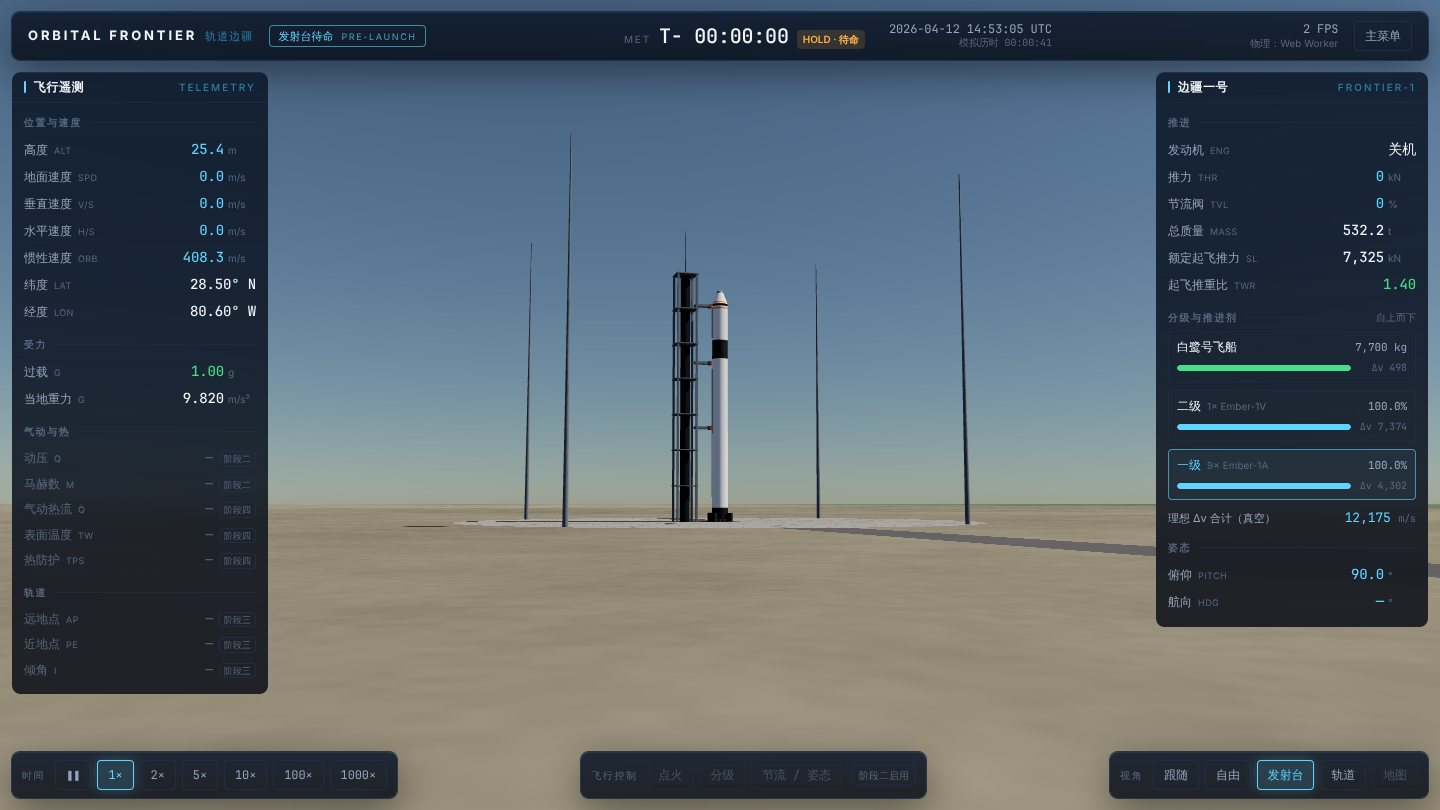 ORBITAL FRONTIER 轨道边疆 发射台待命 PRE-LAUNCH
MET T- 00:00:00 HOLD · 待命
2026-04-12 14:53:05 UTC
模拟历时 00:00:41
2 FPS
物理：Web Worker
主菜单
飞行遥测 TELEMETRY
位置与速度
高度 ALT 25.4 m
地面速度 SPD 0.0 m/s
垂直速度 V/S 0.0 m/s
水平速度 H/S 0.0 m/s
惯性速度 ORB 408.3 m/s
纬度 LAT 28.50° N
经度 LON 80.60° W
受力
过载 G 1.00 g
当地重力 G 9.820 m/s²
气动与热
动压 Q — 阶段二
马赫数 M — 阶段二
气动热流 Q̇ — 阶段四
表面温度 TW — 阶段四
热防护 TPS — 阶段四
轨道
远地点 AP — 阶段三
近地点 PE — 阶段三
倾角 I — 阶段三
边疆一号 FRONTIER-1
推进
发动机 ENG 关机
推力 THR 0 kN
节流阀 TVL 0 %
总质量 MASS 532.2 t
额定起飞推力 SL 7,325 kN
起飞推重比 TWR 1.40
分级与推进剂 自上而下
白鹭号飞船 7,700 kg
Δv 498
二级 1× Ember-1V 100.0%
Δv 7,374
一级 9× Ember-1A 100.0%
Δv 4,302
理想 Δv 合计（真空） 12,175 m/s
姿态
俯仰 PITCH 90.0 °
航向 HDG — °
时间 1× 2× 5× 10× 100× 1000×
飞行控制 点火 分级 节流 / 姿态 阶段二启用
视角 跟随 自由 发射台 轨道 地图